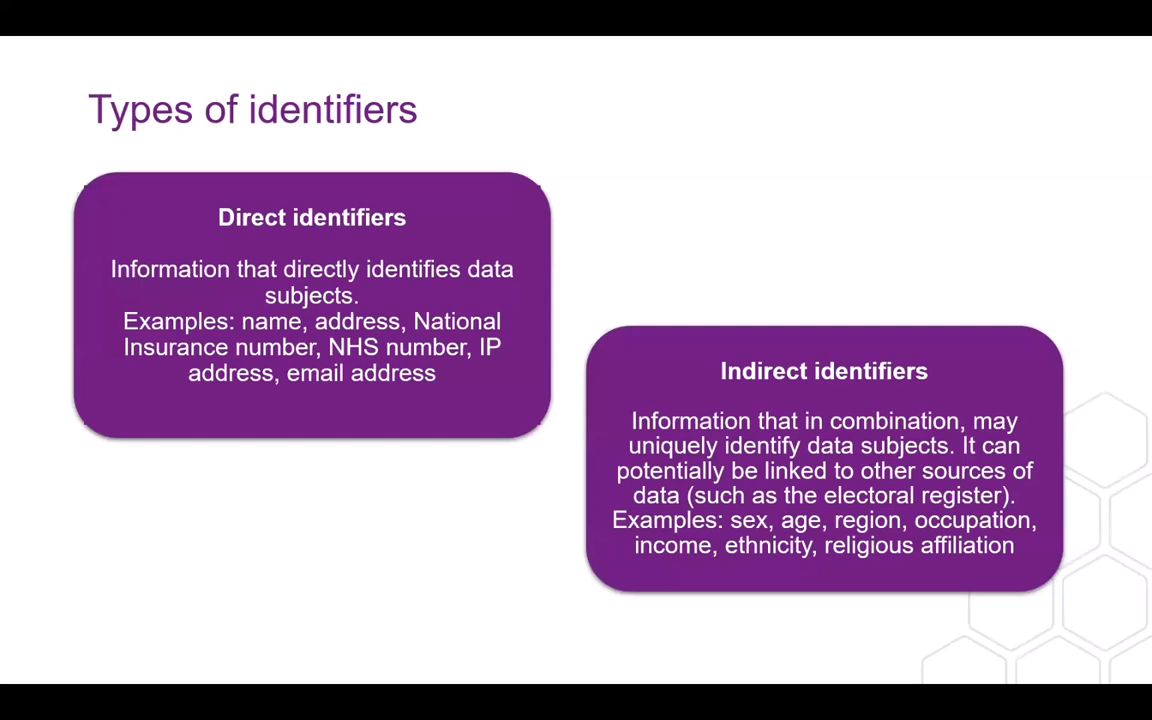 Types of identifiers
Direct identifiers
Information that directly identifies data
subjects.
Examples: name, address, National
Insurance number, NHS number, IP
address, email address
Indirect identifiers
Information that in combination, may
uniquely identify data subjects. It can
potentially be linked to other sources of
data (such as the electoral register).
Examples: sex, age, region, occupation,
income, ethnicity, religious affiliation